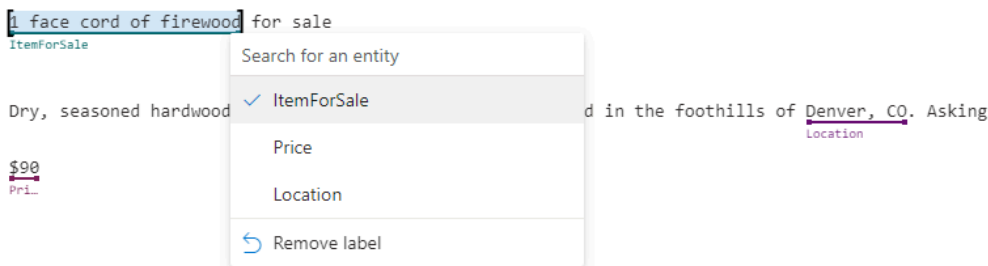 1 face cord of firewood for sale
ItemForSale
Search for an entity
ItemForSale
Dry, seasoned hardwood d in the foothills of Denver, CO. Asking
Location
Price
$90
Pri…
Location
Remove label